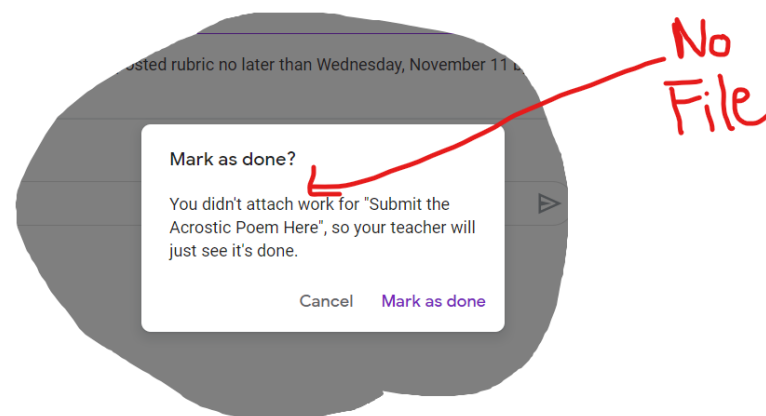 osted rubric no later than Wednesday, November 11
No
File
Mark as done?
You didn't attach work for "Submit the
Acrostic Poem Here", so your teacher will
just see it's done.
Cancel Mark as done